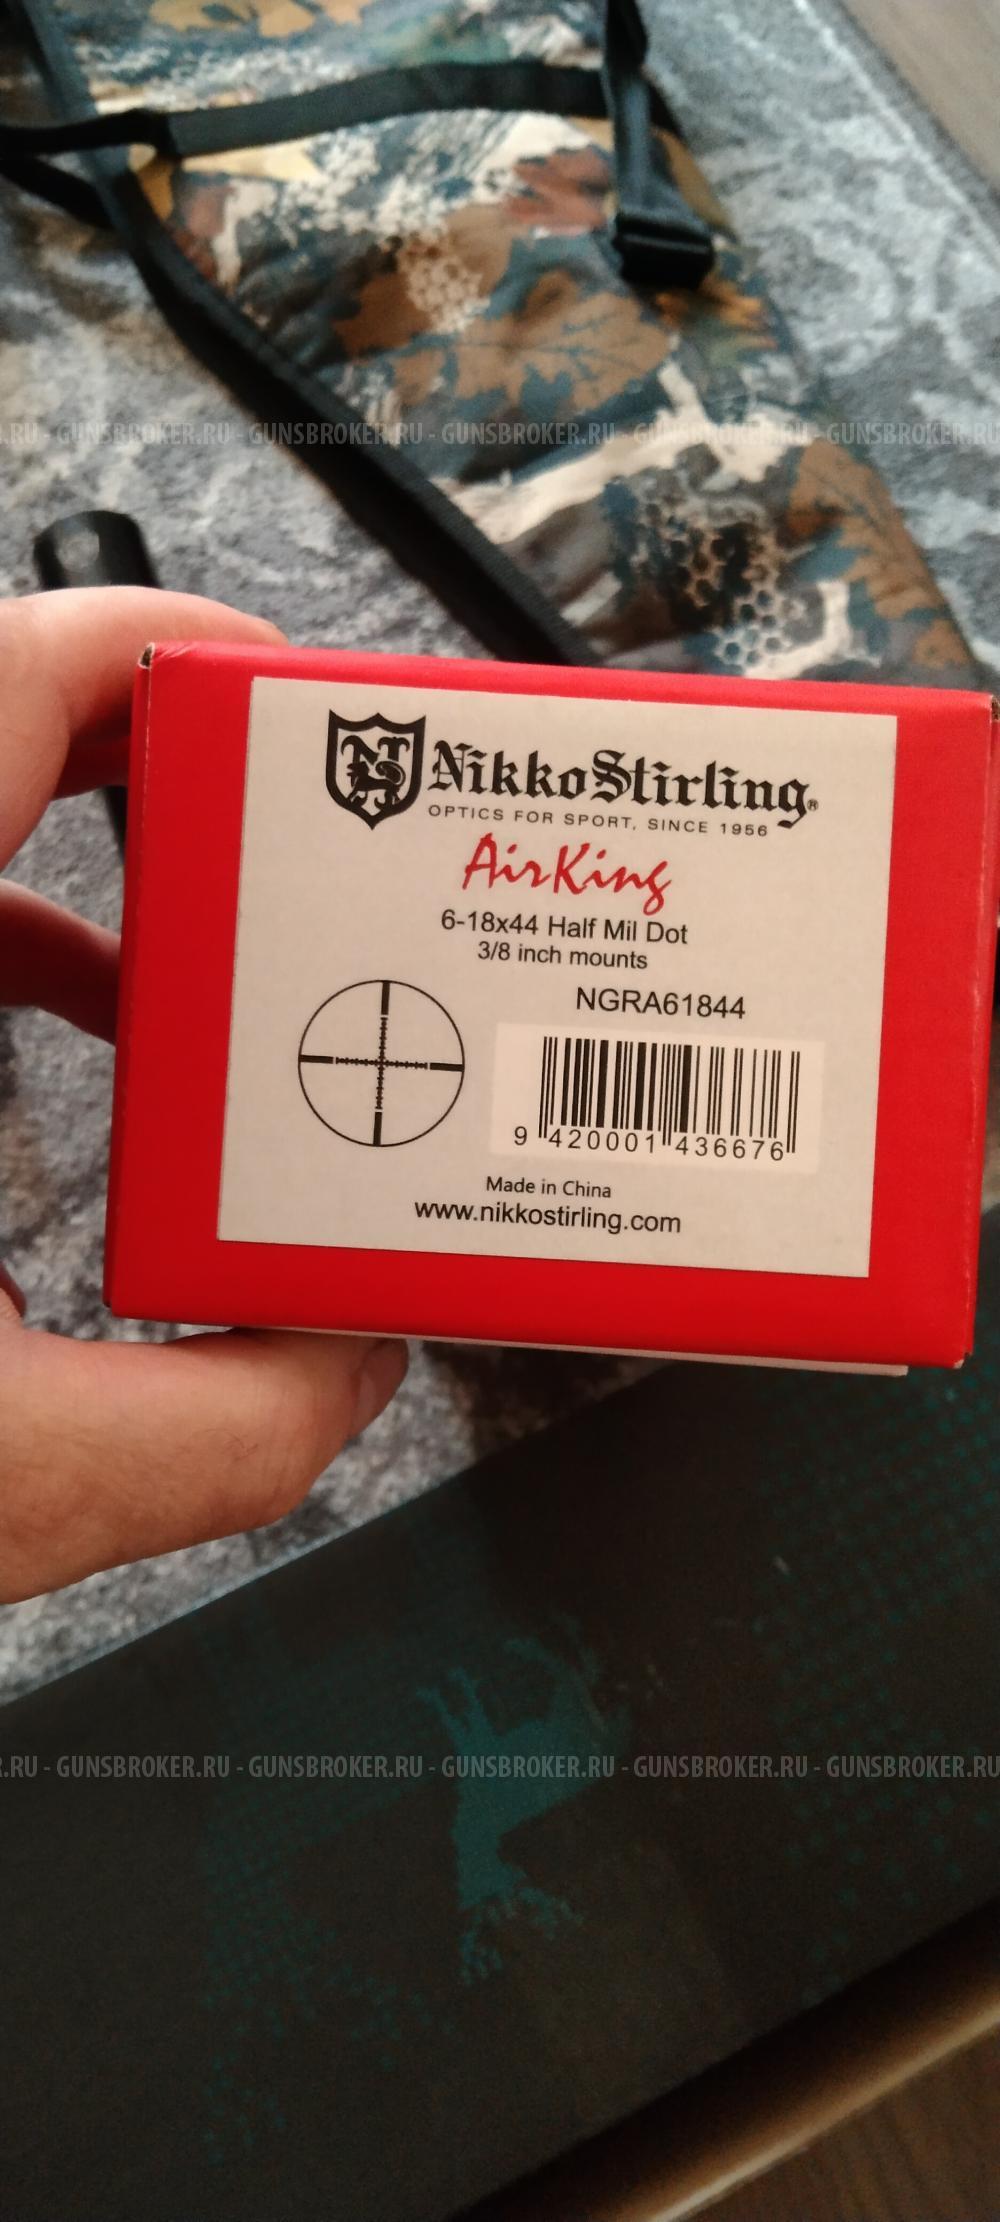 .RU - GUNSBROKER.RU - GUNSBROKER.RU - GUNSBROKER.RU - GUNSBROKER.RU - GUNSBROKER.RU
NikkoStirling®
OPTICS FOR SPORT, SINCE 1956
AirKing
6-18x44 Half Mil Dot
3/8 inch mounts
NGRA61844
9 420001 436676
Made in China
www.nikkostirling.com
.RU - GUNSBROKER.RU - GUNSBROKER.RU - GUNSBROKER.RU - GUNSBROKER.RU - GUNSBROKER.RU